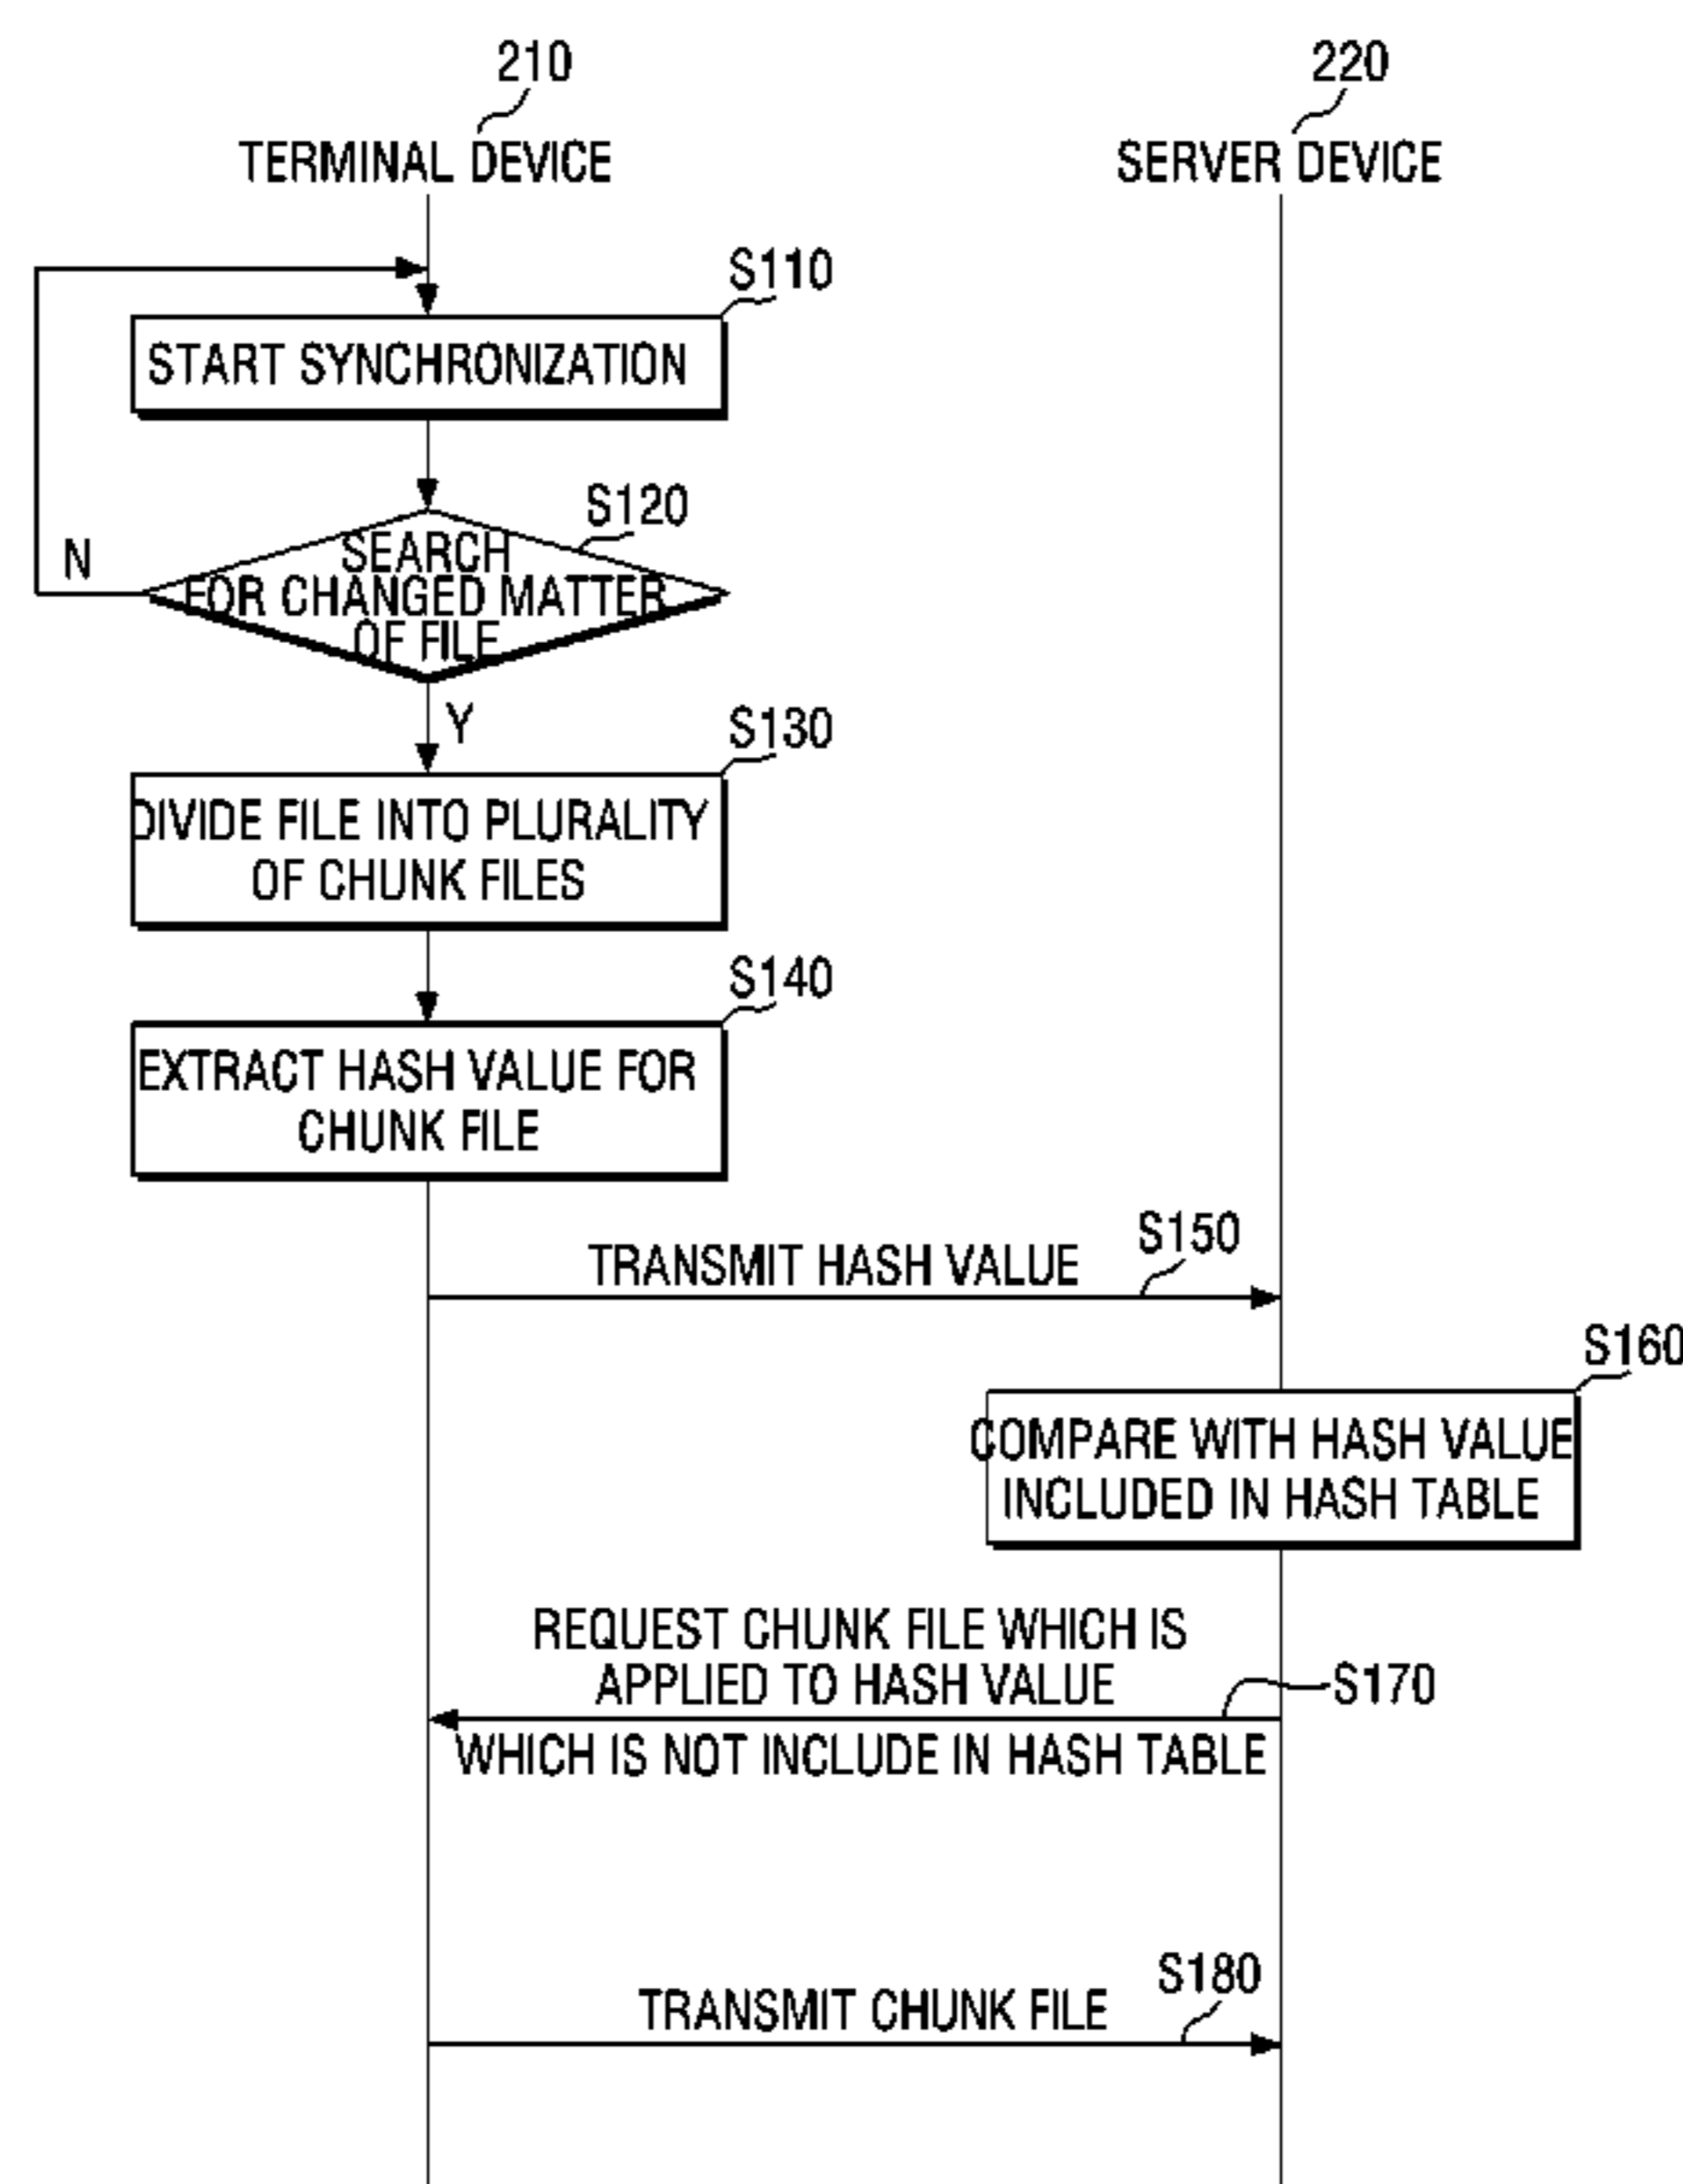 210
220
TERMINAL DEVICE
SERVER DEVICE
S110
START SYNCHRONIZATION
S120
N
SEARCH
FOR CHANGED MATTER
OF FILE
Y
S130
DIVIDE FILE INTO PLURALITY
OF CHUNK FILES
S140
EXTRACT HASH VALUE FOR
CHUNK FILE
S150
TRANSMIT HASH VALUE
S160
COMPARE WITH HASH VALUE
INCLUDED IN HASH TABLE
REQUEST CHUNK FILE WHICH IS
APPLIED TO HASH VALUE
S170
WHICH IS NOT INCLUDE IN HASH TABLE
S180
TRANSMIT CHUNK FILE